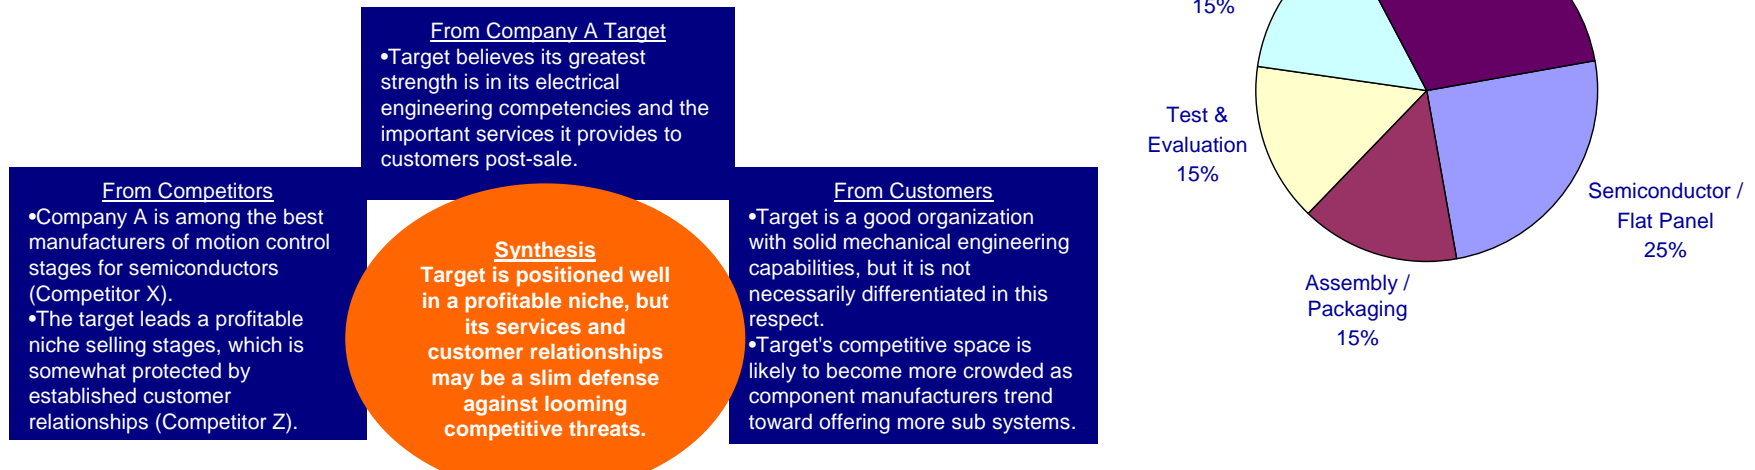 From Company A Target
•Target believes its greatest
strength is in its electrical
engineering competencies and the
important services it provides to
customers post-sale.
From Competitors
•Company A is among the best
manufacturers of motion control
stages for semiconductors
(Competitor X).
•The target leads a profitable
niche selling stages, which is
somewhat protected by
established customer
relationships (Competitor Z).
Synthesis
Target is positioned well
in a profitable niche, but
its services and
customer relationships
may be a slim defense
against looming
competitive threats.
From Customers
•Target is a good organization
with solid mechanical engineering
capabilities, but it is not
necessarily differentiated in this
respect.
•Target's competitive space is
likely to become more crowded as
component manufacturers trend
toward offering more sub systems.
15%
Test &
Evaluation
15%
Semiconductor /
Flat Panel
25%
Assembly /
Packaging
15%